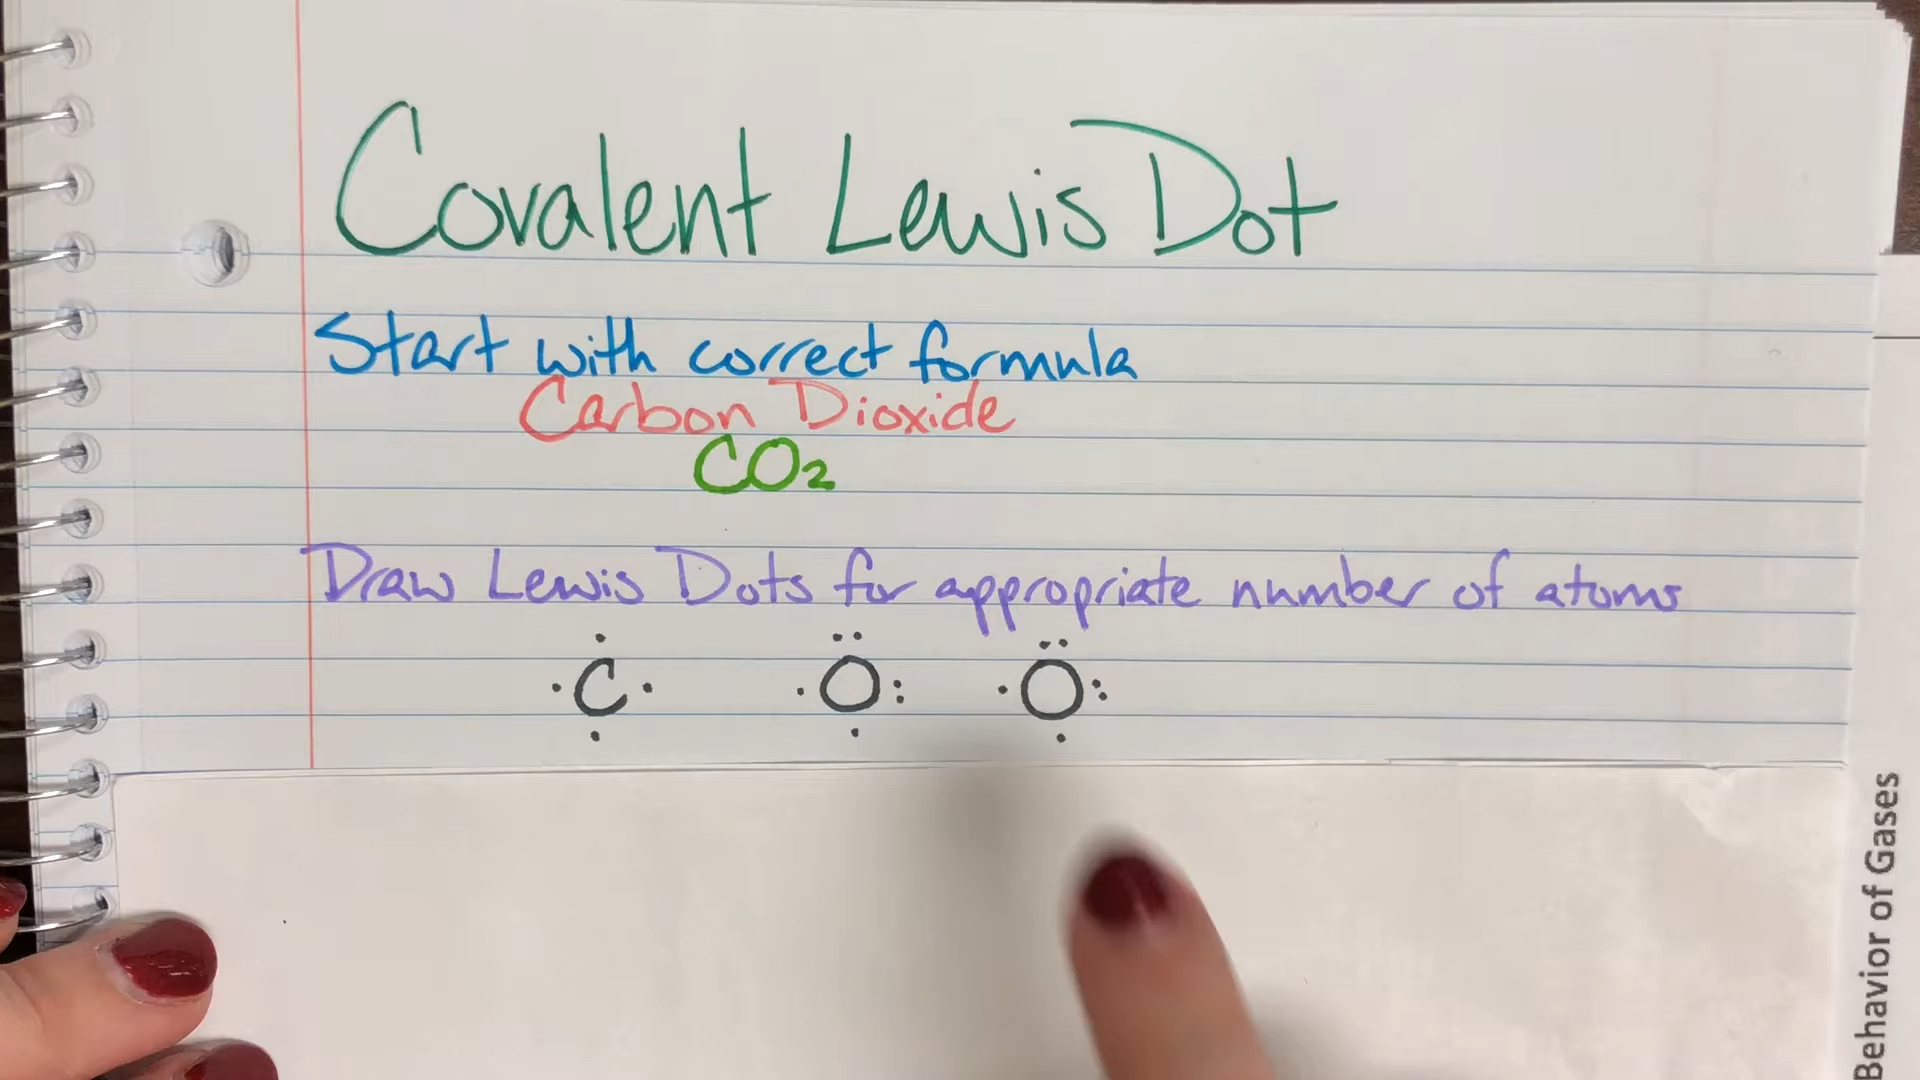 Covalent Lewis Dot
Start with correct formula
Carbon Dioxide
CO₂
Draw Lewis Dots for appropriate number of atoms
C O O
Behavior of Gases